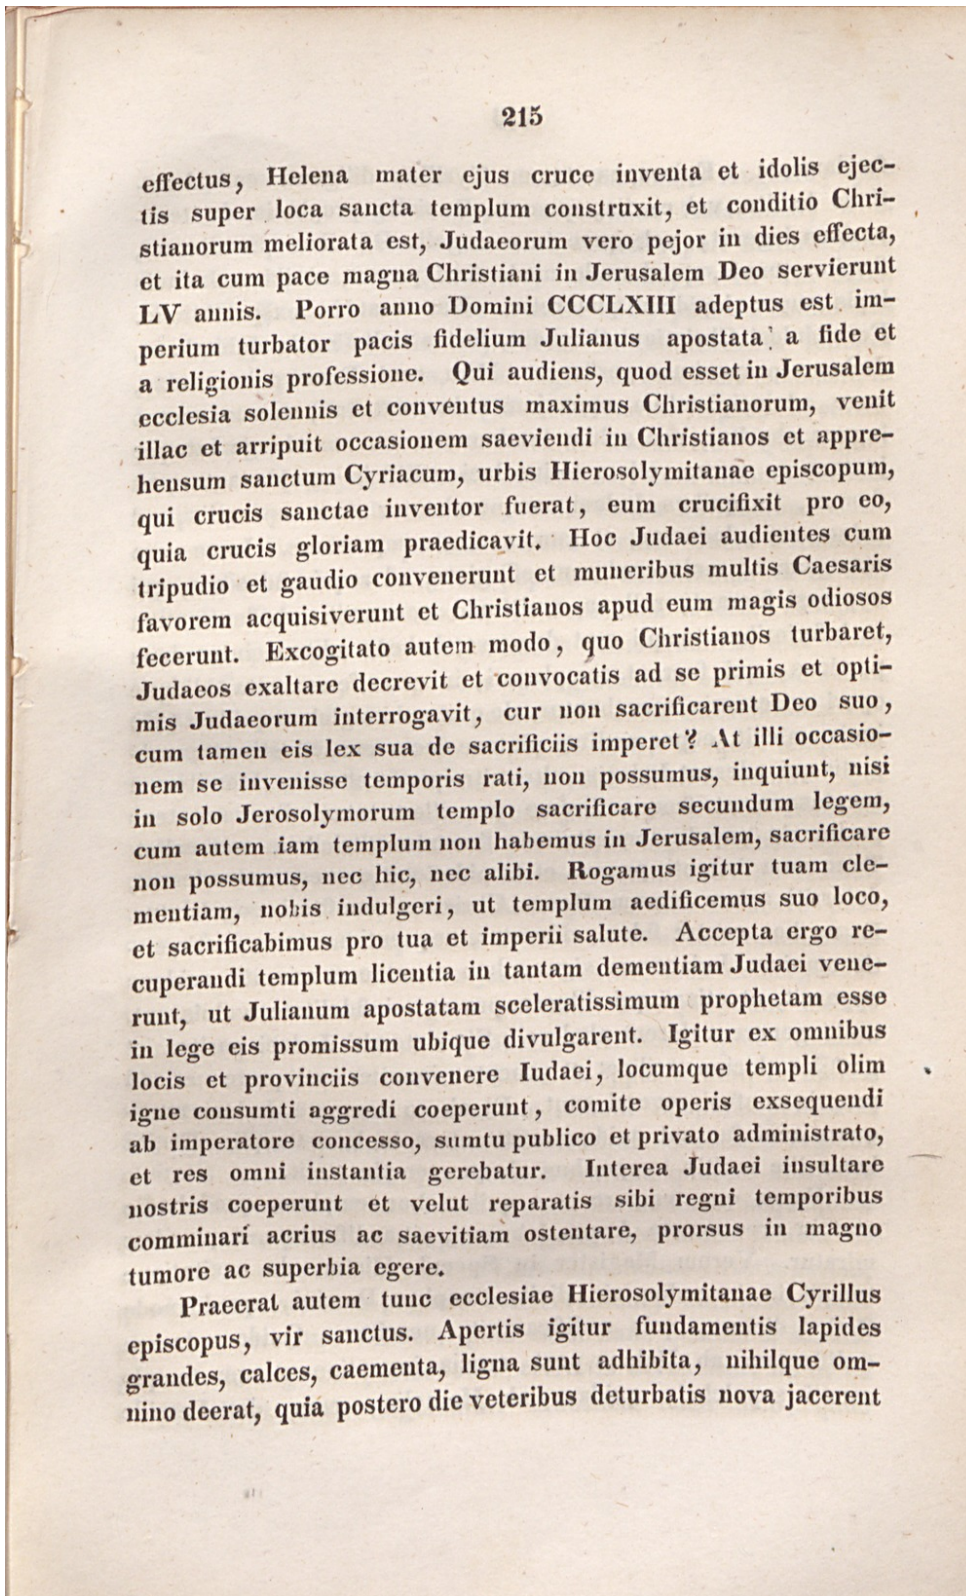 215
effectus, Helena mater ejus cruce inventa et idolis ejec-
tis super loca sancta templum construxit, et conditio Chri-
stianorum meliorata est, Judaeorum vero pejor in dies effecta,
et ita cum pace magna Christiani in Jerusalem Deo servierunt
LV annis. Porro anno Domini CCCLXIII adeptus est im-
perium turbator pacis fidelium Julianus apostata a fide et
a religionis professione. Qui audiens, quod esset in Jerusalem
ecclesia solennis et conventus maximus Christianorum, venit
illac et arripuit occasionem saeviendi in Christianos et appre-
hensum sanctum Cyriacum, urbis Hierosolymitanae episcopum,
qui crucis sanctae inventor fuerat, eum crucifixit pro eo,
quia crucis gloriam praedicavit. Hoc Judaei audientes cum
tripudio et gaudio convenerunt et muneribus multis Caesaris
favorem acquisiverunt et Christianos apud eum magis odiosos
fecerunt. Excogitato autem modo, quo Christianos turbaret,
Judaeos exaltare decrevit et convocatis ad se primis et opti-
mis Judaeorum interrogavit, cur non sacrificarent Deo suo,
cum tamen eis lex sua de sacrificiis imperet? At illi occasio-
nem se invenisse temporis rati, non possumus, inquiunt, nisi
in solo Jerosolymorum templo sacrificare secundum legem,
cum autem iam templum non habemus in Jerusalem, sacrificare
non possumus, nec hic, nec alibi. Rogamus igitur tuam cle-
mentiam, nobis indulgeri, ut templum aedificemus suo loco,
et sacrificabimus pro tua et imperii salute. Accepta ergo re-
cuperandi templum licentia in tantam dementiam Judaei vene-
runt, ut Julianum apostatam sceleratissimum prophetam esse
in lege eis promissum ubique divulgarent. Igitur ex omnibus
locis et provinciis convenere Iudaei, locumque templi olim
igne consumti aggredi coeperunt, comite operis exsequendi
ab imperatore concesso, sumtu publico et privato administrato,
et res omni instantia gerebatur. Interea Judaei insultare
nostris coeperunt et velut reparatis sibi regni temporibus
comminari acrius ac saevitiam ostentare, prorsus in magno
tumore ac superbia egere.
Praeerat autem tunc ecclesiae Hierosolymitanae Cyrillus
episcopus, vir sanctus. Apertis igitur fundamentis lapides
grandes, calces, caementa, ligna sunt adhibita, nihilque om-
nino deerat, quia postero die veteribus deturbatis nova jacerent